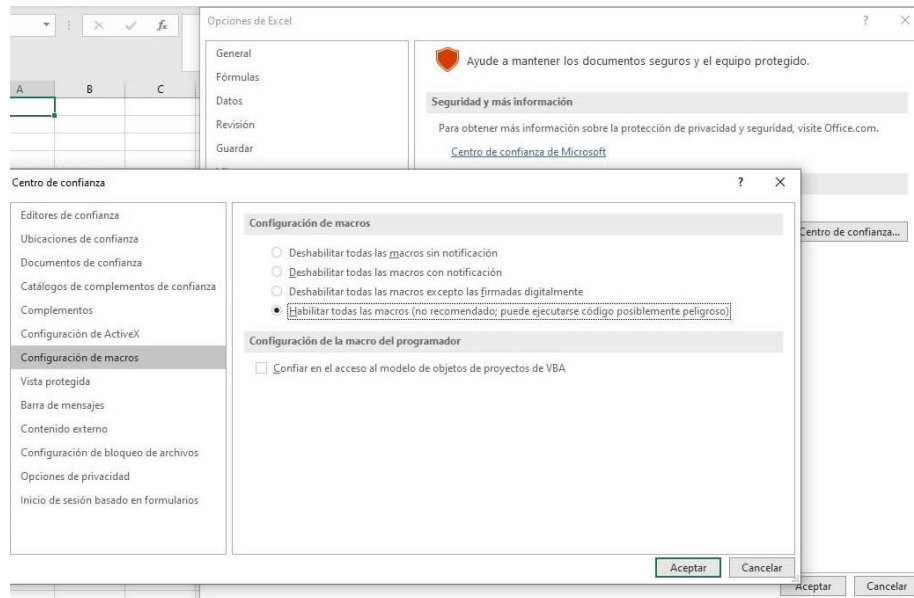 fx
A
B
C
Opciones de Excel
?
General
Fórmulas
Datos
Revisión
Guardar
Ayude a mantener los documentos seguros y el equipo protegido.
Seguridad y más información
Para obtener más información sobre la protección de privacidad y seguridad, visite Office.com.
Centro de confianza de Microsoft
Centro de confianza...
Centro de confianza
?
Editores de confianza
Ubicaciones de confianza
Documentos de confianza
Catálogos de complementos de confianza
Complementos
Configuración de ActiveX
Configuración de macros
Vista protegida
Barra de mensajes
Contenido externo
Configuración de bloqueo de archivos
Opciones de privacidad
Inicio de sesión basado en formularios
Configuración de macros
Deshabilitar todas las macros sin notificación
Deshabilitar todas las macros con notificación
Deshabilitar todas las macros excepto las firmadas digitalmente
Habilitar todas las macros (no recomendado; puede ejecutarse código posiblemente peligroso)
Configuración de la macro del programador
Confiar en el acceso al modelo de objetos de proyectos de VBA
Aceptar
Cancelar
Aceptar
Cancelar